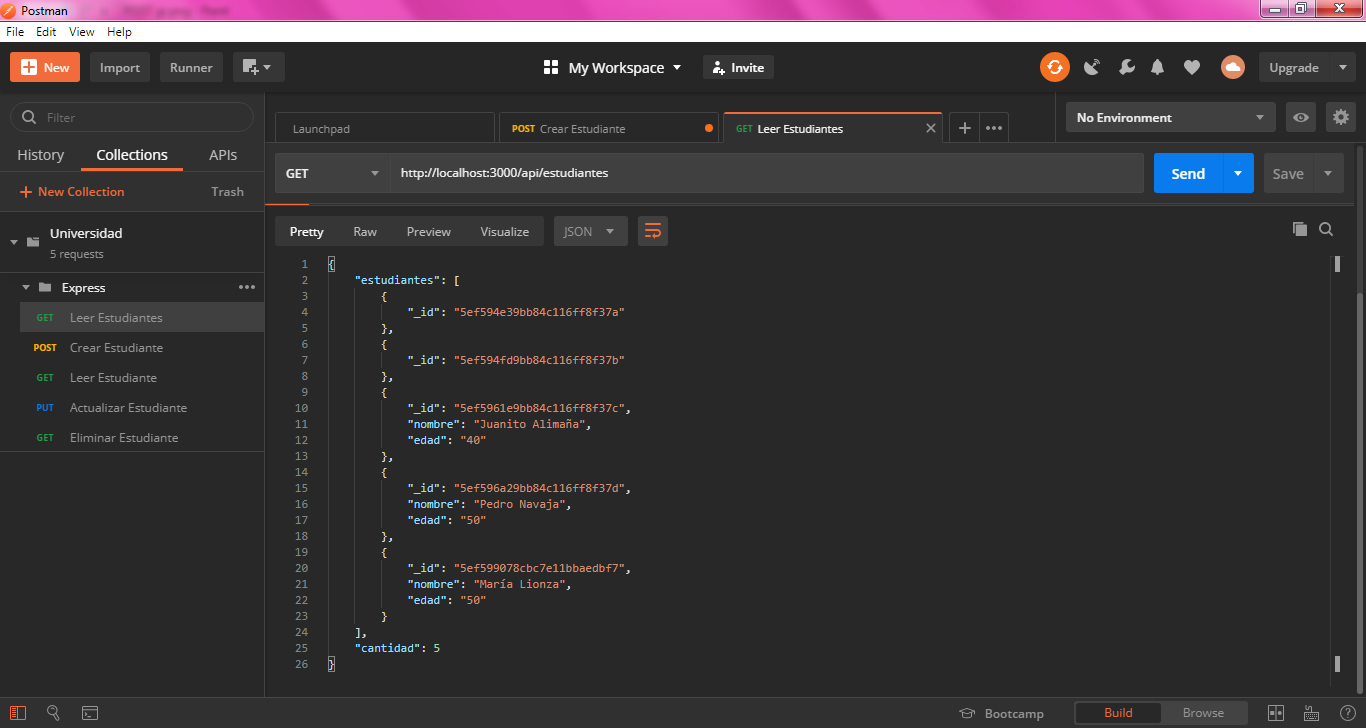 Postman
File Edit View Help
New Import Runner My Workspace Invite Upgrade
Filter
History Collections APIs
New Collection Trash
Universidad
5 requests
Express
GET Leer Estudiantes
POST Crear Estudiante
GET Leer Estudiante
PUT Actualizar Estudiante
GET Eliminar Estudiante
Launchpad POST Crear Estudiante GET Leer Estudiantes No Environment
GET http://localhost:3000/api/estudiantes Send Save
Pretty Raw Preview Visualize JSON
1 {
2 "estudiantes": [
3 {
4 "_id": "5ef594e39bb84c116ff8f37a"
5 },
6 {
7 "_id": "5ef594fd9bb84c116ff8f37b"
8 },
9 {
10 "_id": "5ef5961e9bb84c116ff8f37c",
11 "nombre": "Juanito Alimaña",
12 "edad": "40"
13 },
14 {
15 "_id": "5ef596a29bb84c116ff8f37d",
16 "nombre": "Pedro Navaja",
17 "edad": "50"
18 },
19 {
20 "_id": "5ef599078cbc7e11bbaedbf7",
21 "nombre": "María Lionza",
22 "edad": "50"
23 }
24 ],
25 "cantidad": 5
26 }
Bootcamp Build Browse